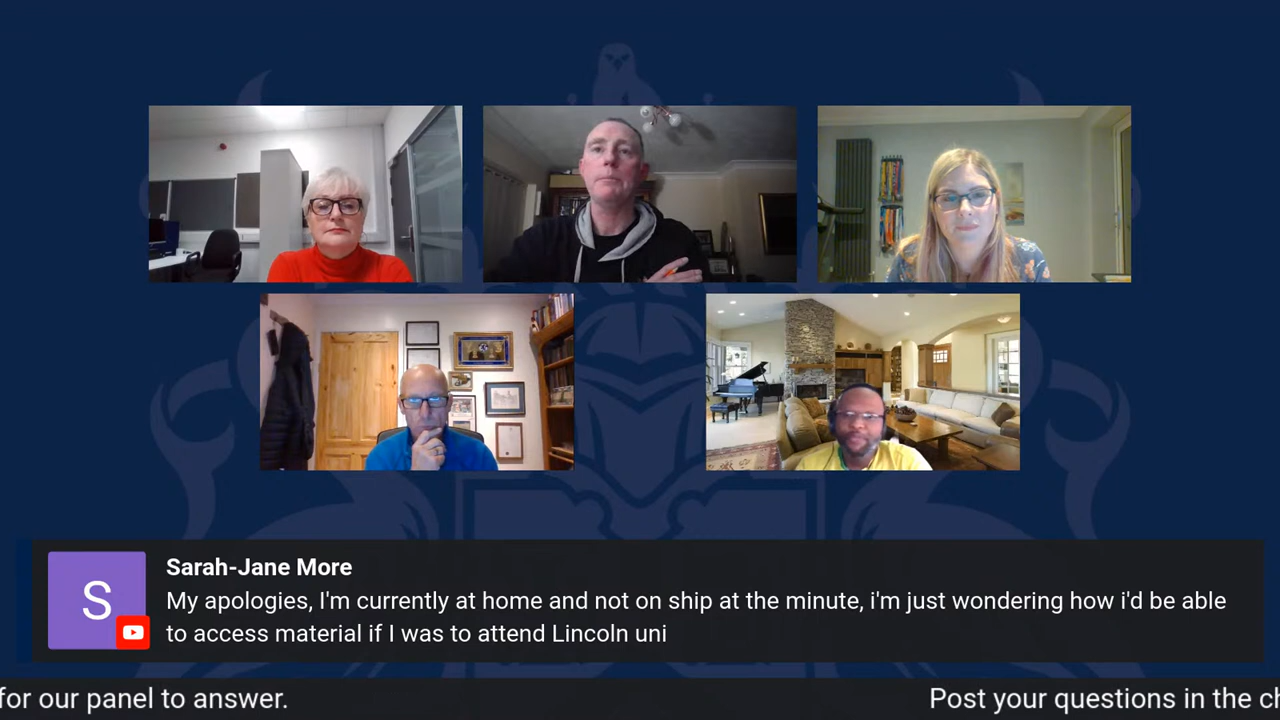 S
Sarah-Jane More
My apologies, I'm currently at home and not on ship at the minute, i'm just wondering how i'd be able
to access material if I was to attend Lincoln uni
for our panel to answer.
Post your questions in the ch